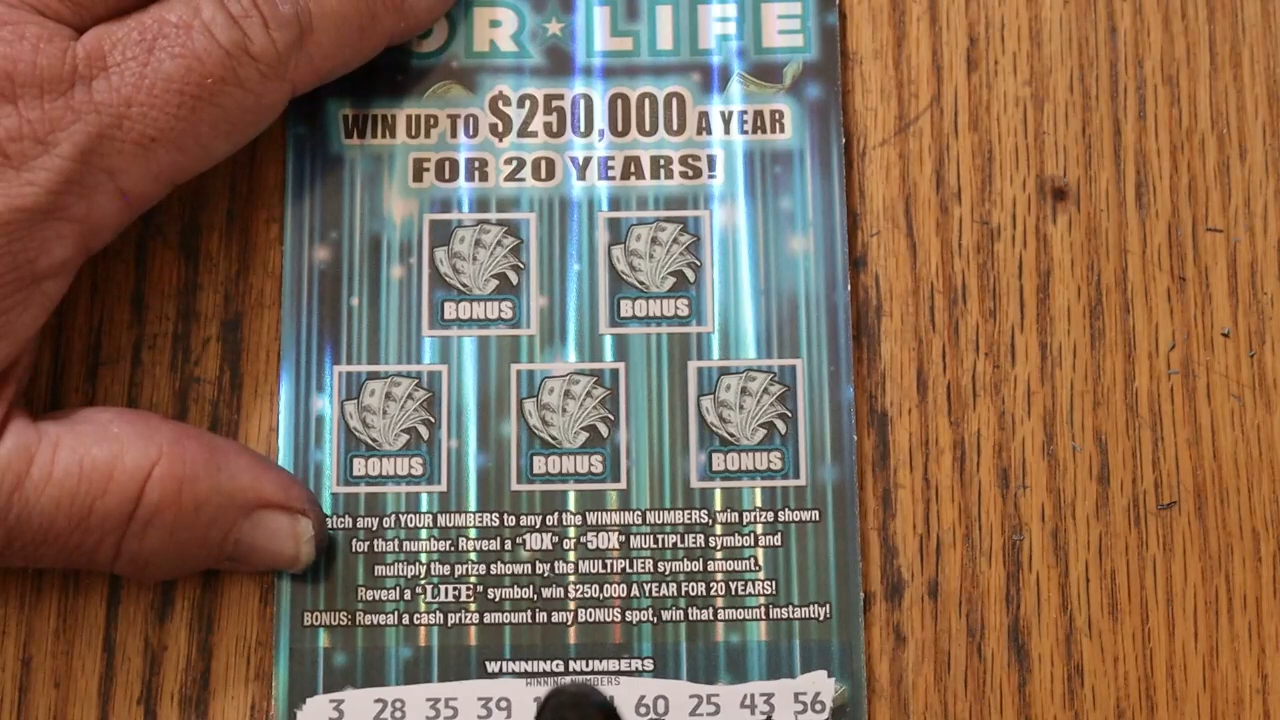 OR ★ LIFE
WIN UP TO $250,000 A YEAR
FOR 20 YEARS!
BONUS BONUS
BONUS BONUS BONUS
any of YOUR NUMBERS to any of the WINNING NUMBERS, win prize shown
for that number. Reveal a "10X" or "50X" MULTIPLIER symbol and
multiply the prize shown by the MULTIPLIER symbol amount.
Reveal a "LIFE" symbol, win $250,000 A YEAR FOR 20 YEARS!
BONUS: Reveal a cash prize amount in any BONUS spot, win that amount instantly!
WINNING NUMBERS
WINNING NUMBERS
3 28 35 39 60 25 43 56